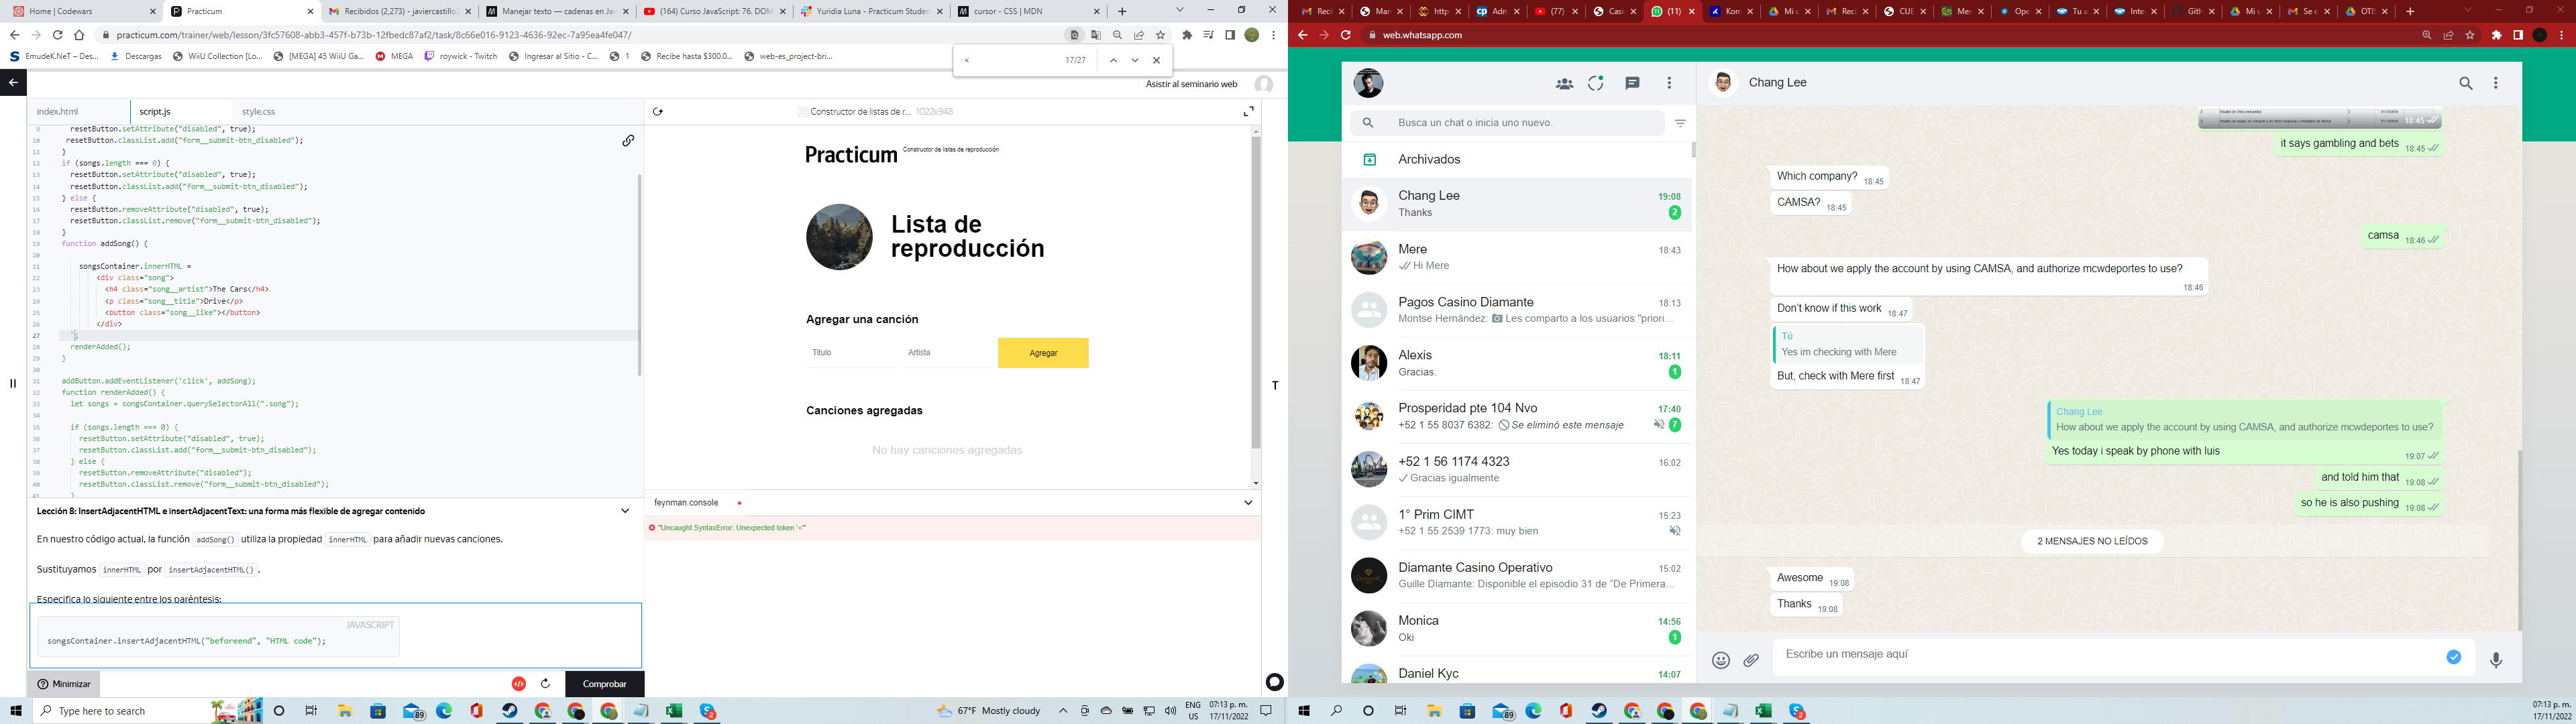 Home | Codewars
Practicum
Recibidos (2,273) - javiercastillo
Manejar texto — cadenas en Jav
(164) Curso JavaScript: 76. DOM
Yuridia Luna - Practicum Studen
cursor - CSS | MDN
practicum.com/trainer/web/lesson/3fc57608-abb3-457f-b73b-12fbedc87af2/task/8c66e016-9123-4636-92ec-7a95ea4fe047/
EmudeK.NeT – Des...
Descargas
WiiU Collection [Lo...
[MEGA] 45 WiiU Ga...
MEGA
roywick - Twitch
Ingresar al Sitio - C...
1
Recibe hasta $300.0...
web-es_project-bri...
<
17/27
Asistir al seminario web
index.html
script.js
style.css
9 resetButton.setAttribute("disabled", true);
10 resetButton.classList.add("form__submit-btn_disabled");
11 }
12 if (songs.length === 0) {
13 resetButton.setAttribute("disabled", true);
14 resetButton.classList.add("form__submit-btn_disabled");
15 } else {
16 resetButton.removeAttribute("disabled", true);
17 resetButton.classList.remove("form__submit-btn_disabled");
18 }
19 function addSong() {
20
21 songsContainer.innerHTML =
22 <div class="song">
23 <h4 class="song__artist">The Cars</h4>
24 <p class="song__title">Drive</p>
25 <button class="song__like"></button>
26 </div>
27 `;
28 renderAdded();
29 }
30
31 addButton.addEventListener('click', addSong);
32 function renderAdded() {
33 let songs = songsContainer.querySelectorAll(".song");
34
35 if (songs.length === 0) {
36 resetButton.setAttribute("disabled", true);
37 resetButton.classList.add("form__submit-btn_disabled");
38 } else {
39 resetButton.removeAttribute("disabled");
40 resetButton.classList.remove("form__submit-btn_disabled");
41 }
Lección 8: InsertAdjacentHTML e insertAdjacentText: una forma más flexible de agregar contenido
En nuestro código actual, la función addSong() utiliza la propiedad innerHTML para añadir nuevas canciones.
Sustituyamos innerHTML por insertAdjacentHTML() .
Especifica lo siguiente entre los paréntesis:
JAVASCRIPT
songsContainer.insertAdjacentHTML("beforeend", "HTML code");
Minimizar
Comprobar
Constructor de listas de r... 1022x948
Practicum
Constructor de listas de reproducción
Lista de
reproducción
Agregar una canción
Título
Artista
Agregar
Canciones agregadas
No hay canciones agregadas
feynman.console
"Uncaught SyntaxError: Unexpected token '<'"
T
Type here to search
89
67°F Mostly cloudy
ENG
US
07:13 p. m.
17/11/2022
Reci
Mar
http
Adm
(77)
Casi
(11)
Kom
Mi u
Reci
CUE
Mer
Ope
Tu a
Inte
GitH
Mi u
Se c
OTIS
web.whatsapp.com
Busca un chat o inicia uno nuevo.
Archivados
Chang Lee
19:08
Thanks
2
Mere
18:43
Hi Mere
Pagos Casino Diamante
18:13
Montse Hernández: Les comparto a los usuarios "priori...
Alexis
18:11
Gracias.
1
Prosperidad pte 104 Nvo
17:40
+52 1 55 8037 6382: Se eliminó este mensaje
7
+52 1 56 1174 4323
16:02
Gracias igualmente
1° Prim CIMT
15:23
+52 1 55 2539 1773: muy bien
Diamante Casino Operativo
15:02
Guille Diamante: Disponible el episodio 31 de "De Primera...
Monica
14:56
Oki
1
Daniel Kyc
14:07
Chang Lee
18:45
it says gambling and bets 18:45
Which company? 18:45
CAMSA? 18:45
camsa 18:46
How about we apply the account by using CAMSA, and authorize mcwdeportes to use?
18:46
Don't know if this work 18:47
Tú
Yes im checking with Mere
But, check with Mere first 18:47
Chang Lee
How about we apply the account by using CAMSA, and authorize mcwdeportes to use?
Yes today i speak by phone with luis
19:07
and told him that 19:08
so he is also pushing 19:08
2 MENSAJES NO LEÍDOS
Awesome 19:08
Thanks 19:08
Escribe un mensaje aquí
89
07:13 p. m.
17/11/2022